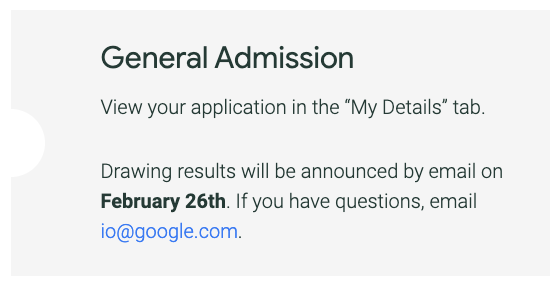 General Admission
View your application in the “My Details” tab.
Drawing results will be announced by email on
February 26th. If you have questions, email
io@google.com.